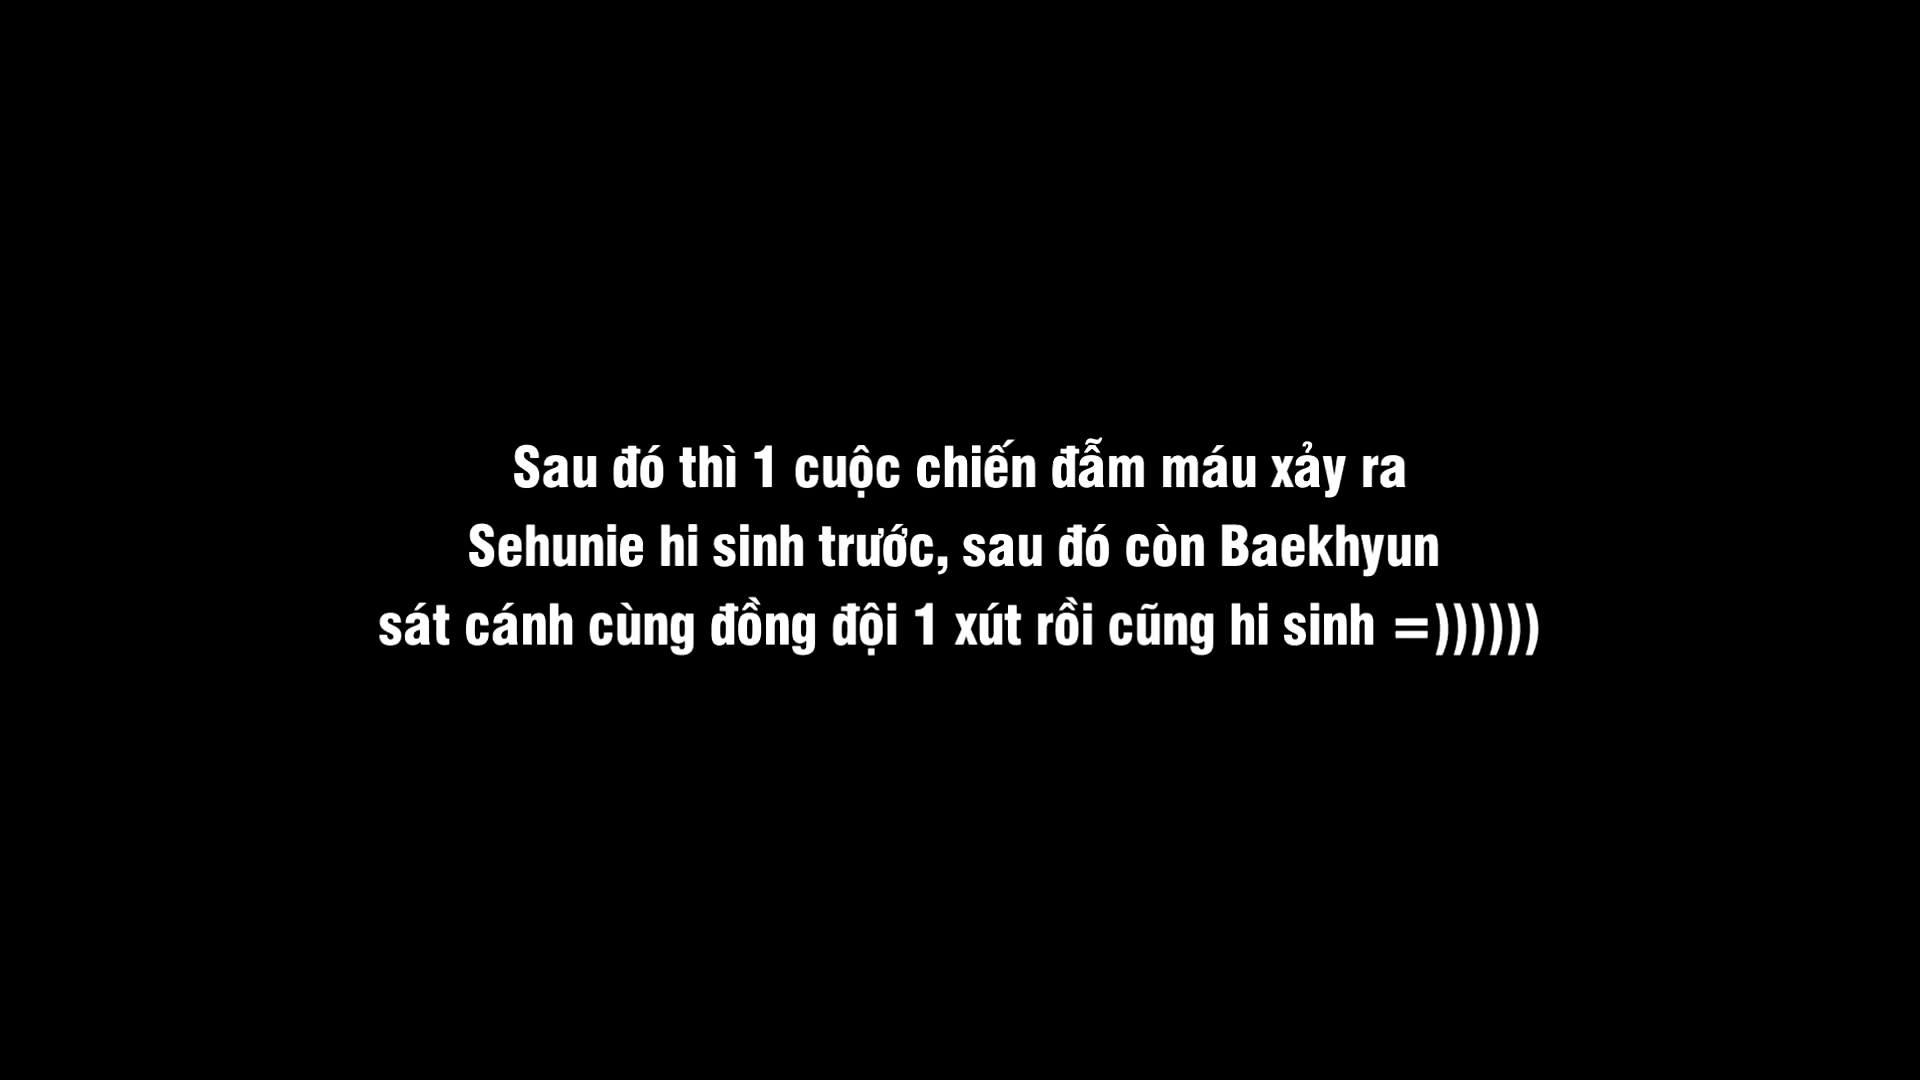 Sau đó thì 1 cuộc chiến đẫm máu xảy ra
Sehunie hi sinh trước, sau đó còn Baekhyun
sát cánh cùng đồng đội 1 xút rồi cũng hi sinh =))))))